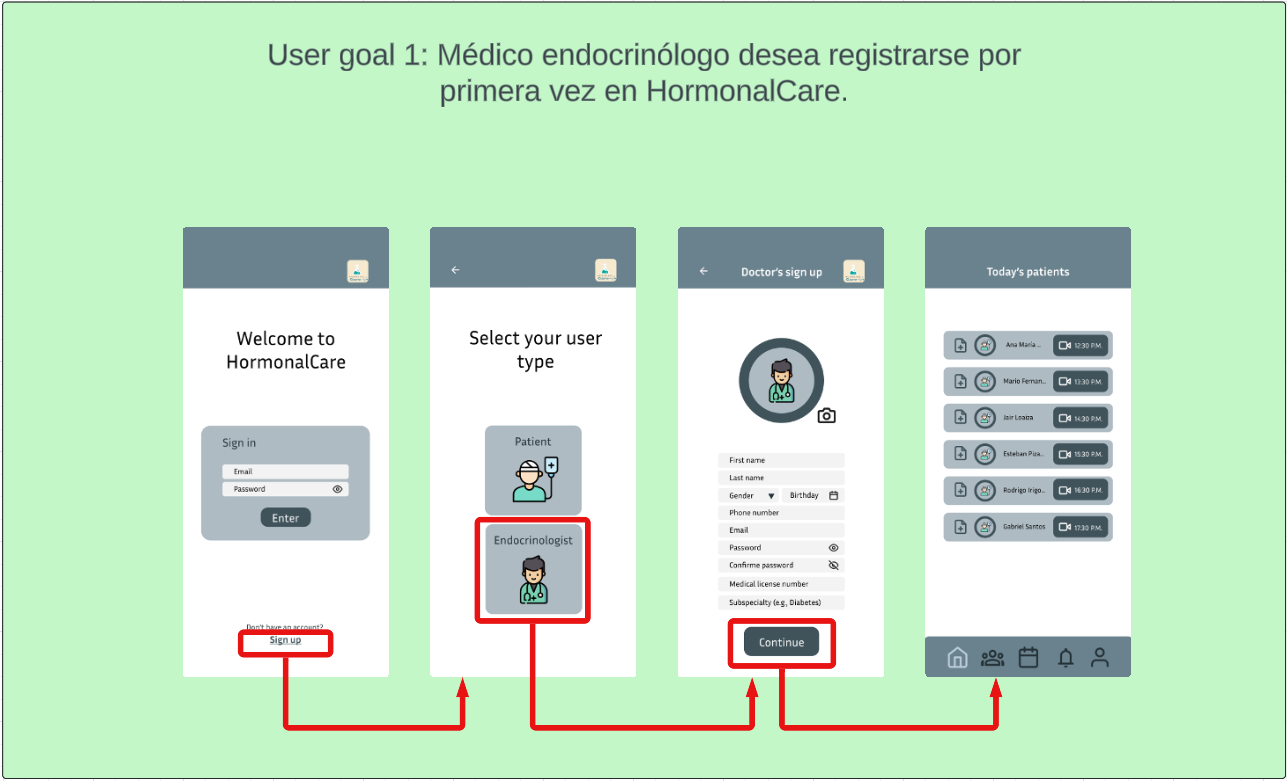 User goal 1: Médico endocrinólogo desea registrarse por
primera vez en HormonalCare.
Welcome to
HormonalCare
Sign in
Email
Password
Enter
Don't have an account?
Sign up
Select your user
type
Patient
Endocrinologist
Doctor's sign up
First name
Last name
Gender ▼ Birthday
Phone number
Email
Password
Confirme password
Medical license number
Subspecialty (e.g., Diabetes)
Continue
Today's patients
Ana María... 12:30 P.M.
Mario Fernan... 13:30 P.M.
Jair Loaiza 14:30 P.M.
Esteban Piza... 15:30 P.M.
Rodrigo Irigo... 16:30 P.M.
Gabriel Santos 17:30 P.M.